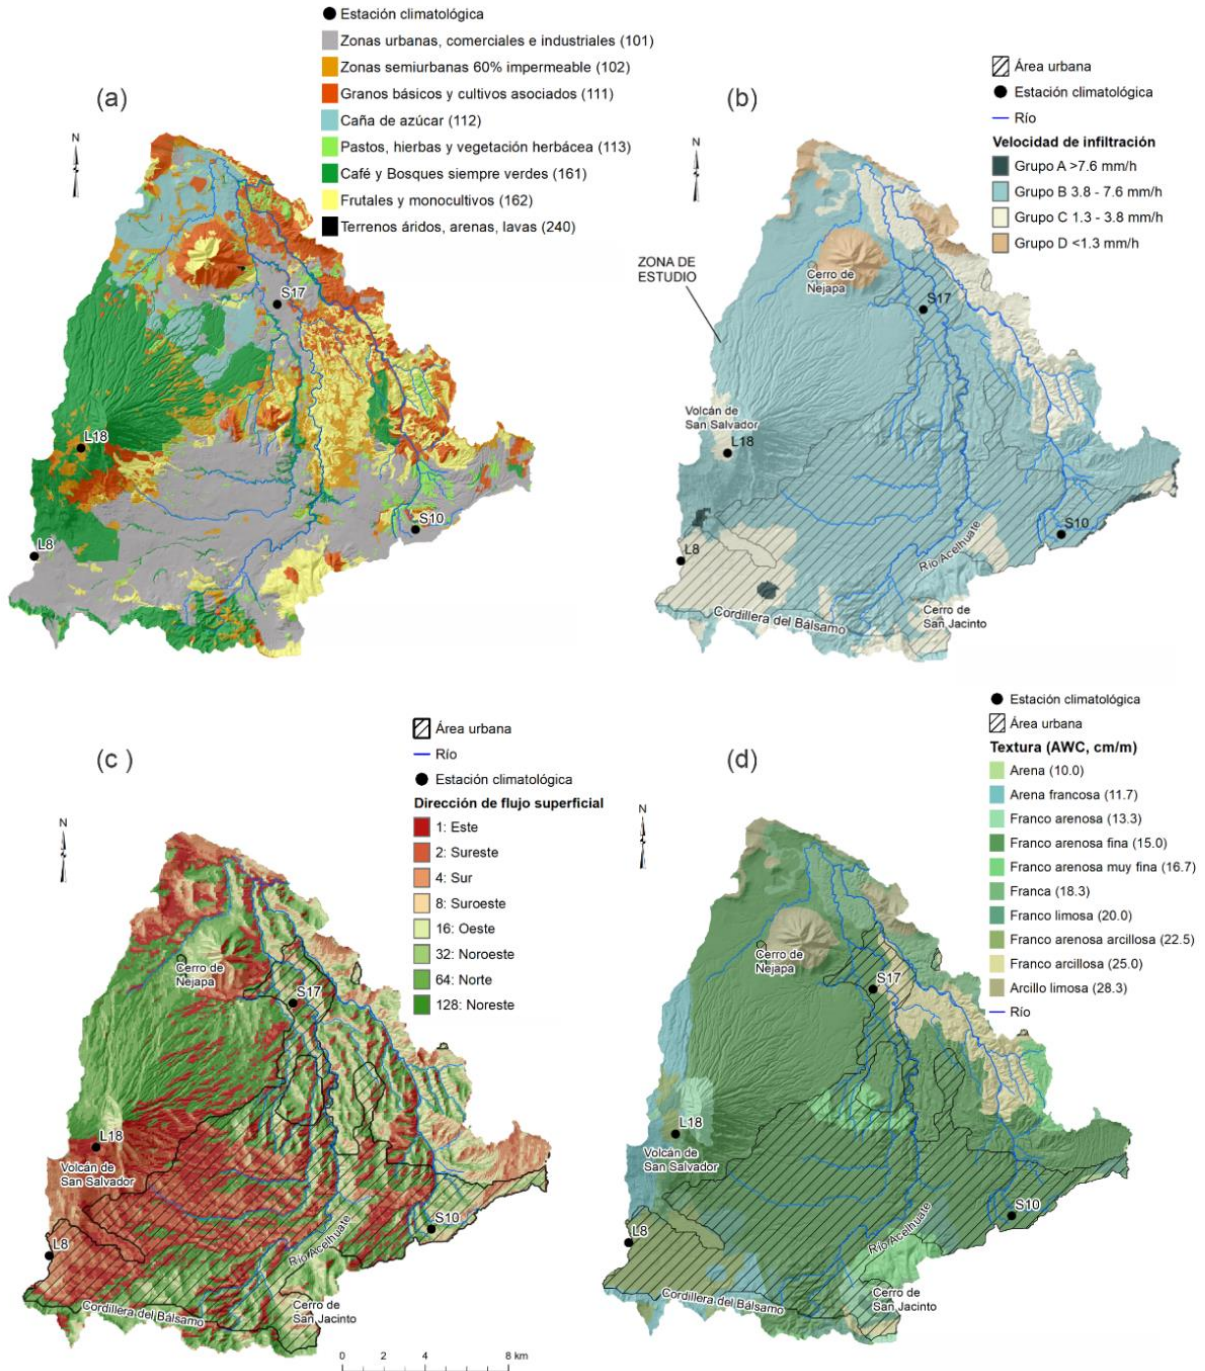 (a)
Estación climatológica
Zonas urbanas, comerciales e industriales (101)
Zonas semiurbanas 60% impermeable (102)
Granos básicos y cultivos asociados (111)
Caña de azúcar (112)
Pastos, hierbas y vegetación herbácea (113)
Café y Bosques siempre verdes (161)
Frutales y monocultivos (162)
Terrenos áridos, arenas, lavas (240)
N
S17
L18
S10
L8
(b)
Área urbana
Estación climatológica
Río
Velocidad de infiltración
Grupo A >7.6 mm/h
Grupo B 3.8 - 7.6 mm/h
Grupo C 1.3 - 3.8 mm/h
Grupo D <1.3 mm/h
N
ZONA DE
ESTUDIO
Cerro de
Nejapa
S17
Volcán de
San Salvador
L18
S10
L8
Río Acelhuate
Cordillera del Bálsamo
Cerro de
San Jacinto
(c )
Área urbana
Río
Estación climatológica
Dirección de flujo superficial
1: Este
2: Sureste
4: Sur
8: Suroeste
16: Oeste
32: Noroeste
64: Norte
128: Noreste
N
Cerro de
Nejapa
S17
L18
Volcán de
San Salvador
S10
L8
Río Acelhuate
Cordillera del Bálsamo
Cerro de
San Jacinto
0 2 4 8 km
(d)
Estación climatológica
Área urbana
Textura (AWC, cm/m)
Arena (10.0)
Arena francosa (11.7)
Franco arenosa (13.3)
Franco arenosa fina (15.0)
Franco arenosa muy fina (16.7)
Franca (18.3)
Franco limosa (20.0)
Franco arenosa arcillosa (22.5)
Franco arcillosa (25.0)
Arcillo limosa (28.3)
Río
N
Cerro de
Nejapa
S17
L18
Volcán de
San Salvador
S10
L8
Río Acelhuate
Cordillera del Bálsamo
Cerro de
San Jacinto